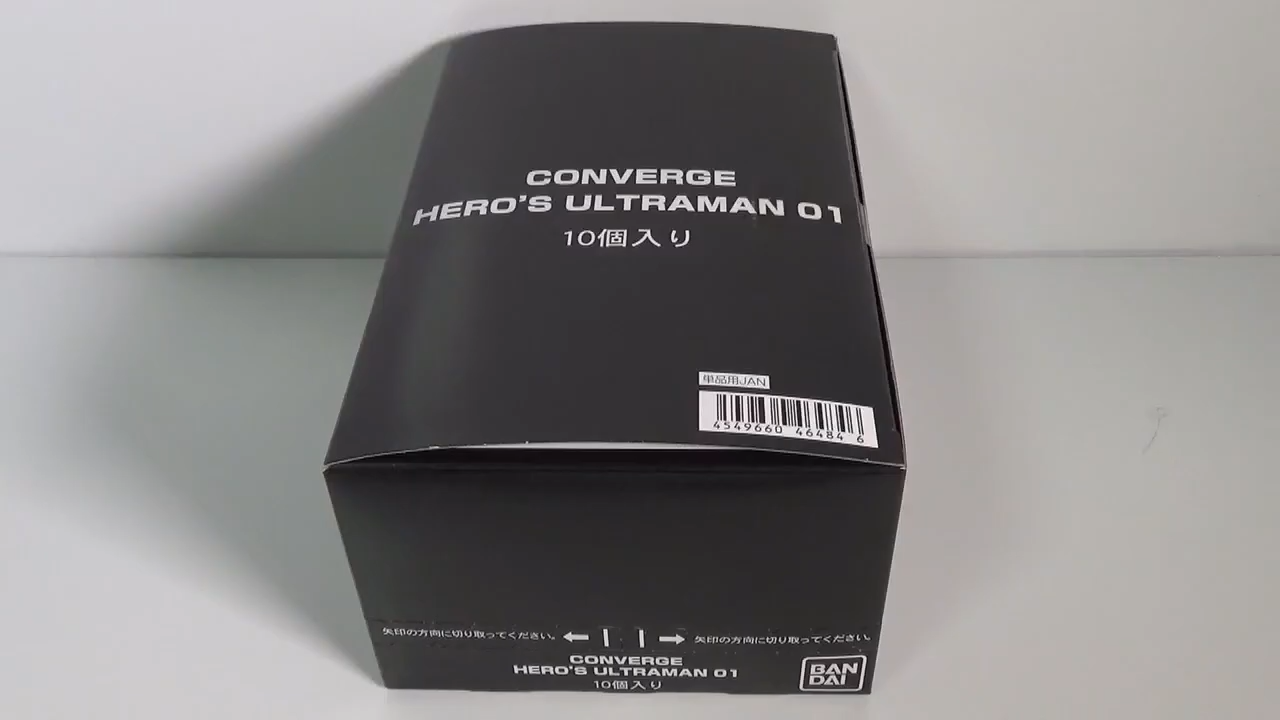 CONVERGE
HERO'S ULTRAMAN 01
10個入り
単品用JAN
4549660 46484 6
矢印の方向に切り取ってください。
矢印の方向に切り取ってください。
CONVERGE
HERO'S ULTRAMAN 01
10個入り
BAN
DAI